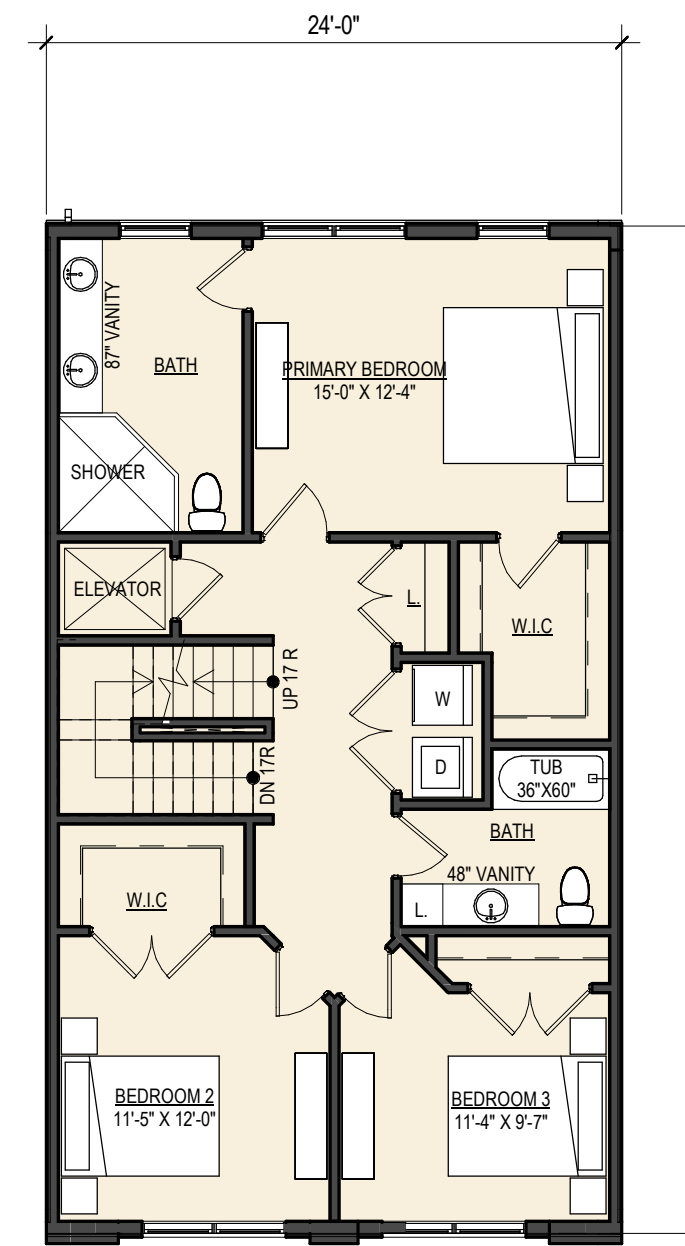 24'-0"
87" VANITY
BATH
PRIMARY BEDROOM
15'-0" X 12'-4"
SHOWER
ELEVATOR
L.
W.I.C
UP 17 R
W
DN 17R
D
TUB
36"X60"
BATH
48" VANITY
L.
W.I.C
BEDROOM 2
11'-5" X 12'-0"
BEDROOM 3
11'-4" X 9'-7"